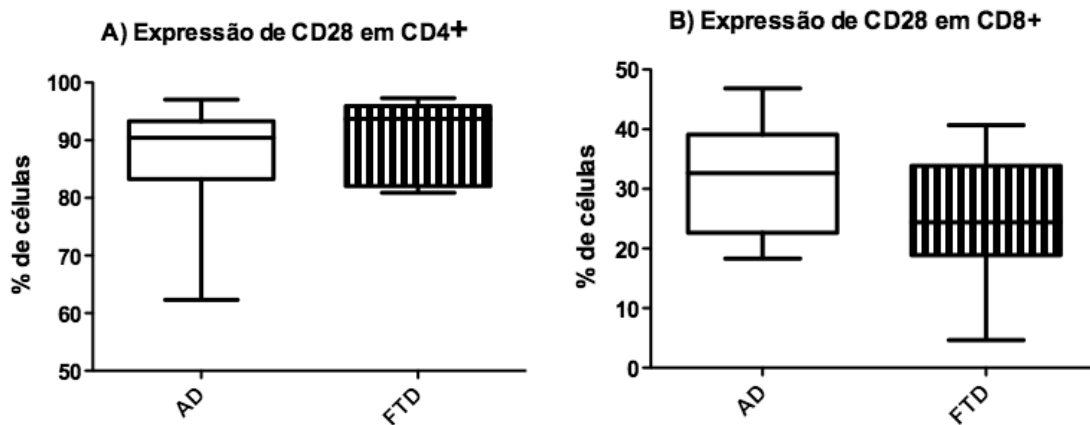 A) Expressão de CD28 em CD4+
% de células
100
90
80
70
60
50
AD
FTD
B) Expressão de CD28 em CD8+
% de células
50
40
30
20
10
0
AD
FTD